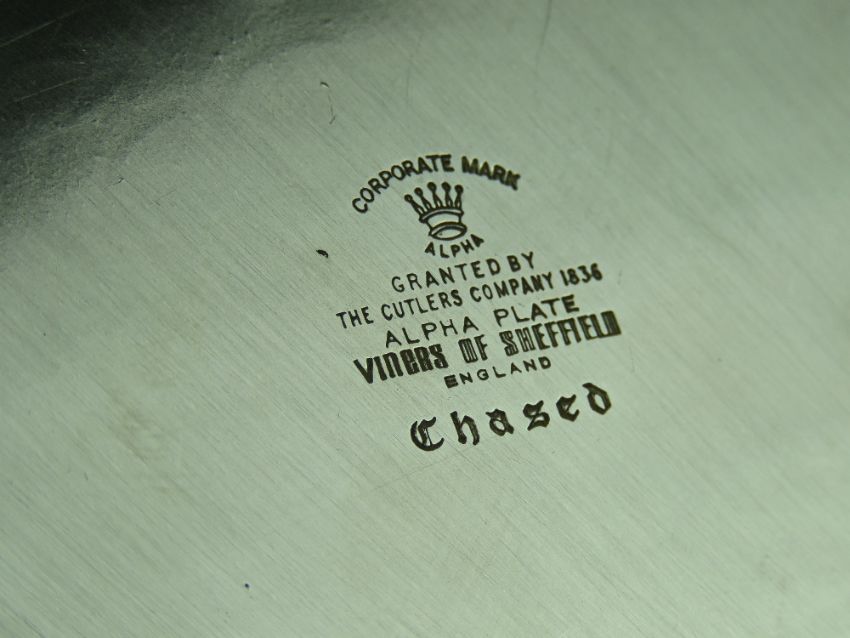 CORPORATE MARK
ALPHA
GRANTED BY
THE CUTLERS COMPANY 1836
ALPHA PLATE
VINERS OF SHEFFIELD
ENGLAND
Chased